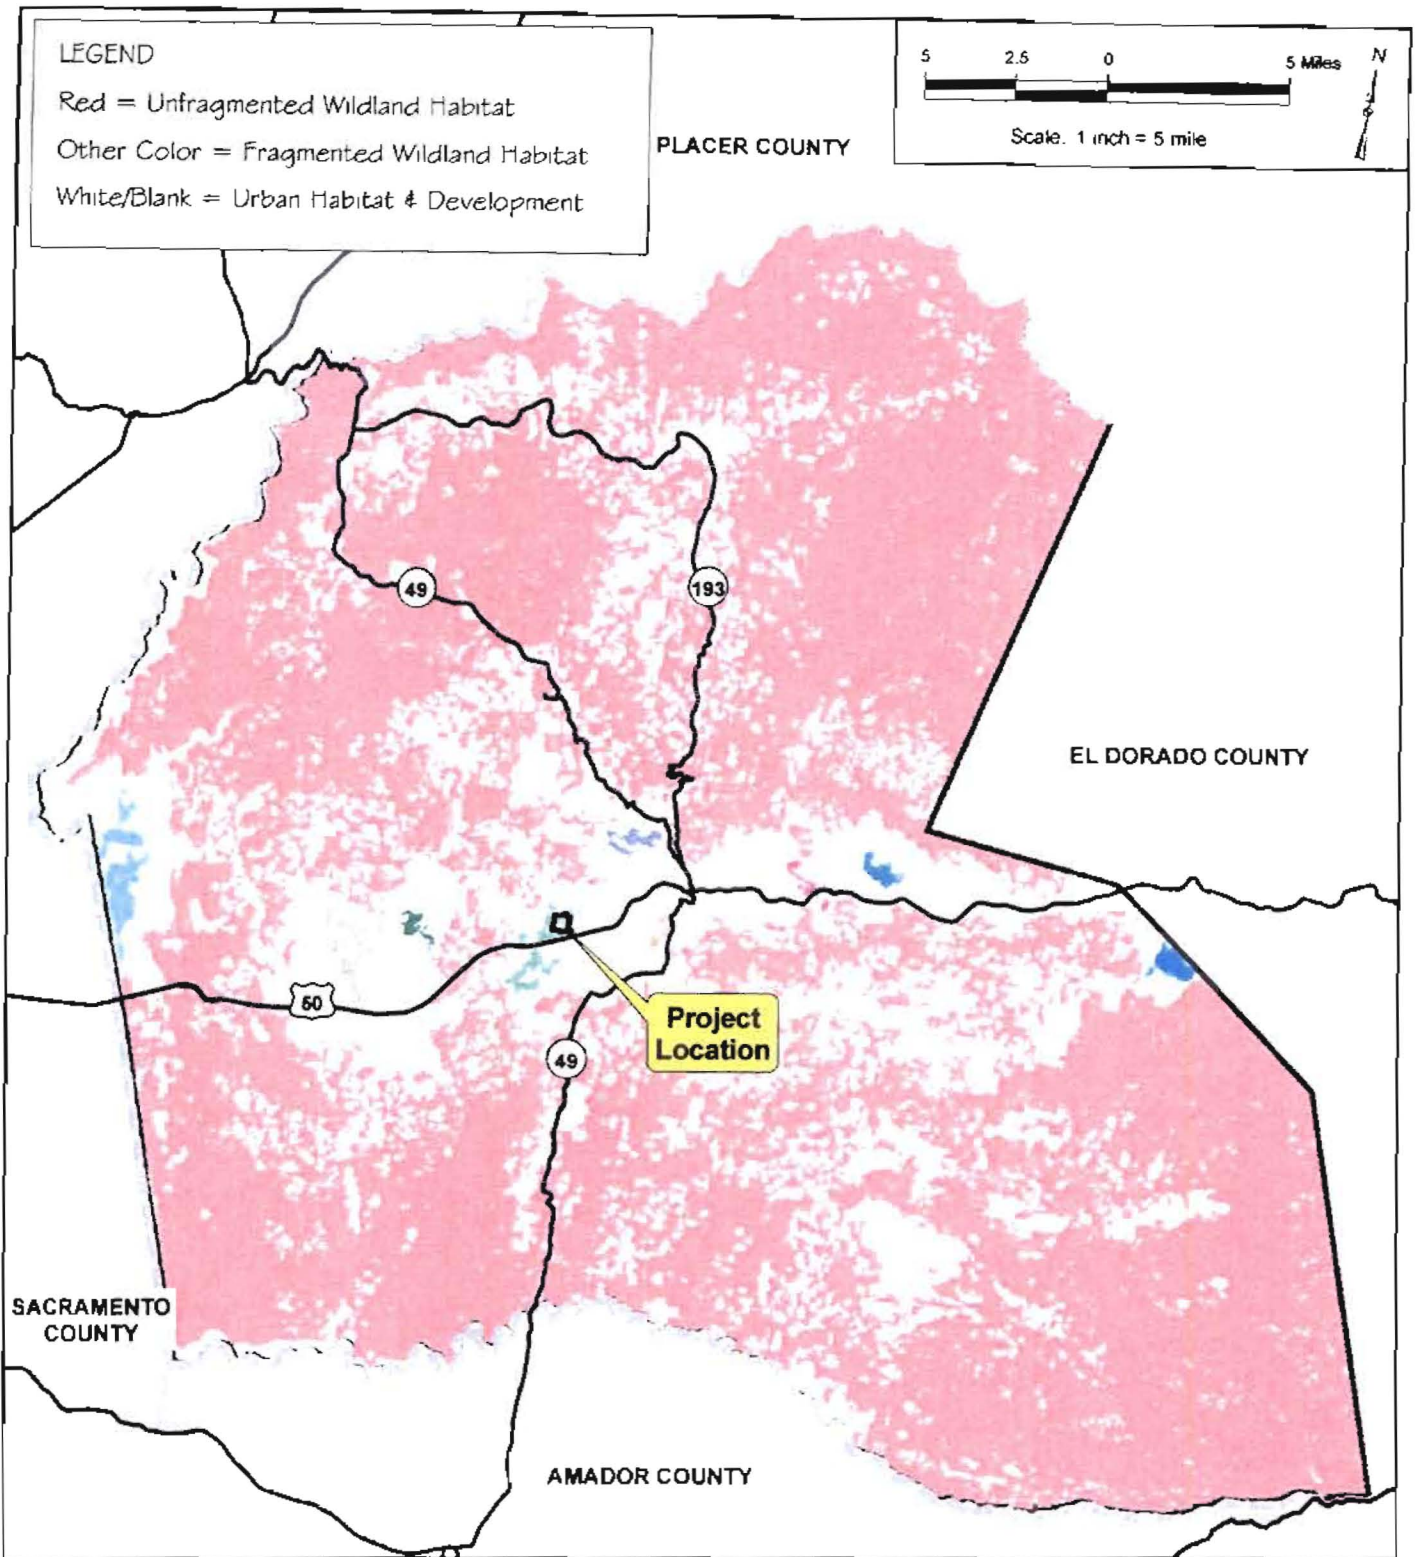 LEGEND
Red = Unfragmented Wildland Habitat
Other Color = Fragmented Wildland Habitat
White/Blank = Urban Habitat & Development
5 2.5 0 5 Miles
N
Scale. 1 inch = 5 mile
PLACER COUNTY
49
193
EL DORADO COUNTY
50
Project
Location
49
SACRAMENTO
COUNTY
AMADOR COUNTY